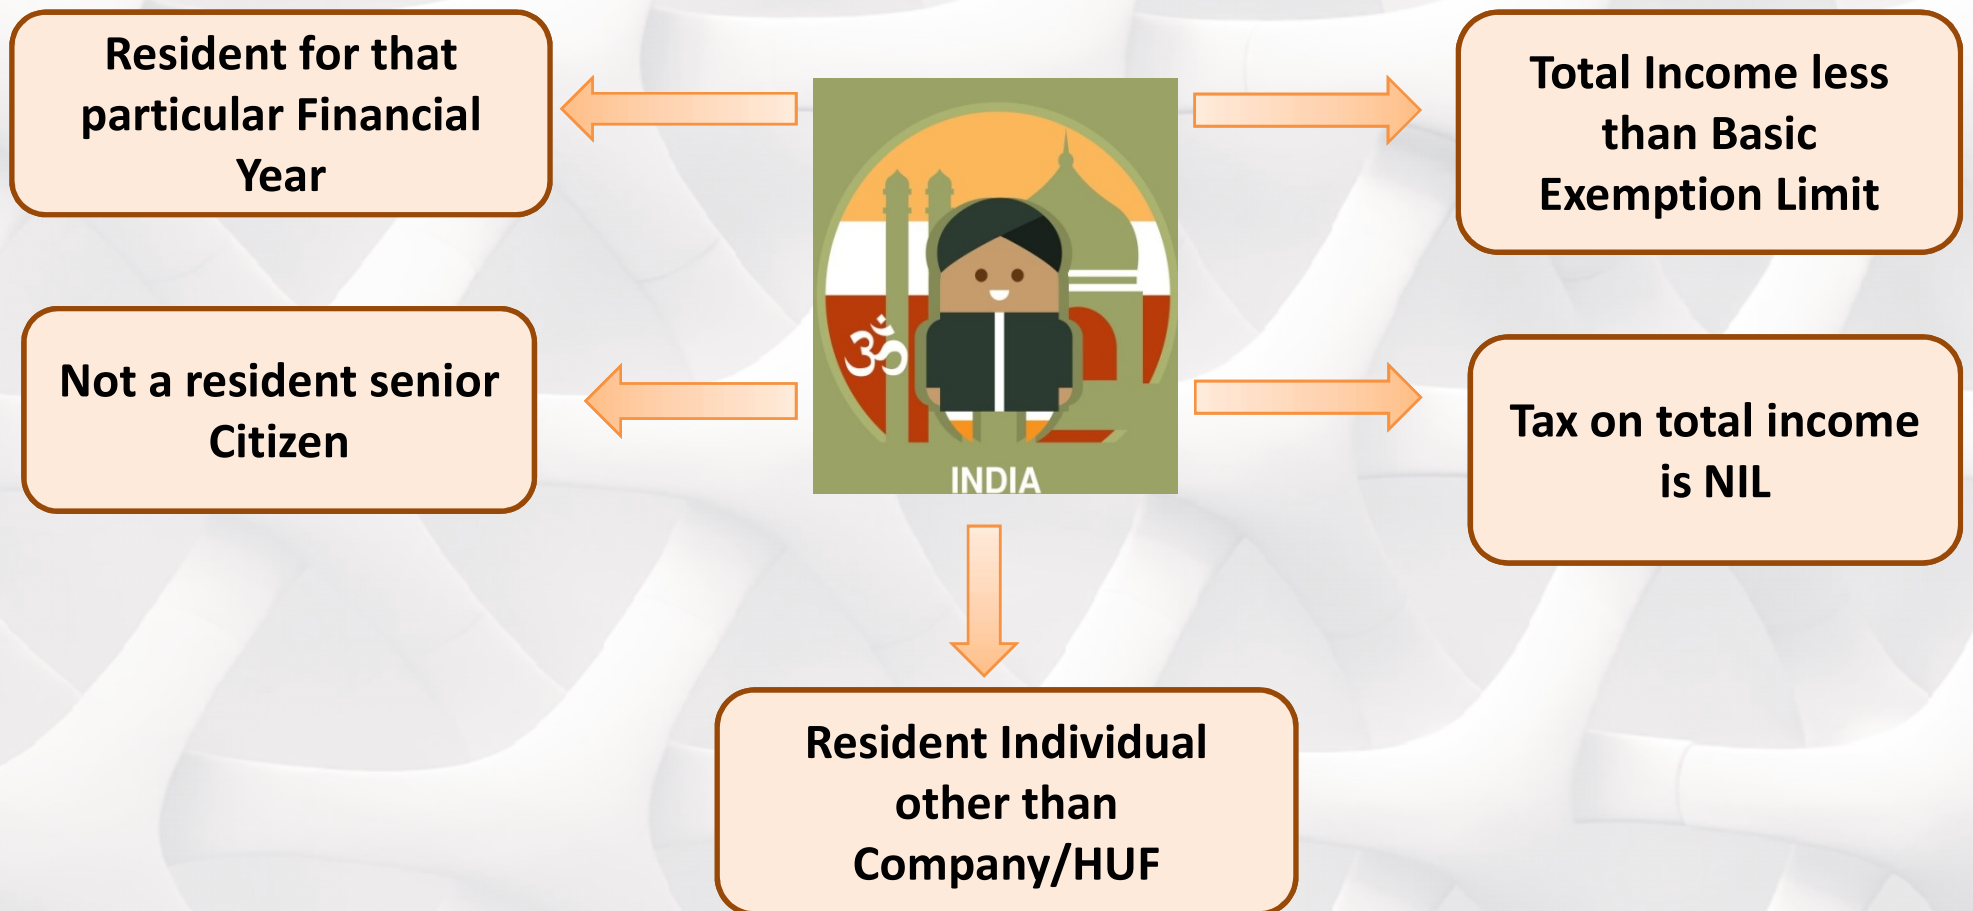 Resident for that
particular Financial
Year
Total Income less
than Basic
Exemption Limit
Not a resident senior
Citizen
ॐ
INDIA
Tax on total income
is NIL
Resident Individual
other than
Company/HUF